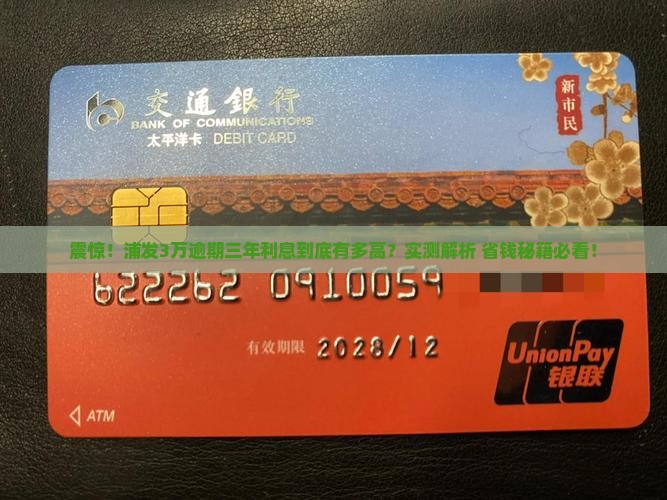 交通銀行
BANK OF COMMUNICATIONS
太平洋卡 DEBIT CARD
新市民
震惊！浦发3万逾期三年利息到底有多高？实测解析 省钱秘籍必看！
622262 0910059
有效期限 2028/12
UnionPay
银联
ATM